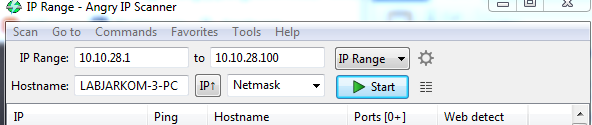 IP Range - Angry IP Scanner
Scan Go to Commands Favorites Tools Help
IP Range: 10.10.28.1 to 10.10.28.100 IP Range
Hostname: LABJARKOM-3-PC IP↑ Netmask Start
IP Ping Hostname Ports [0+] Web detect